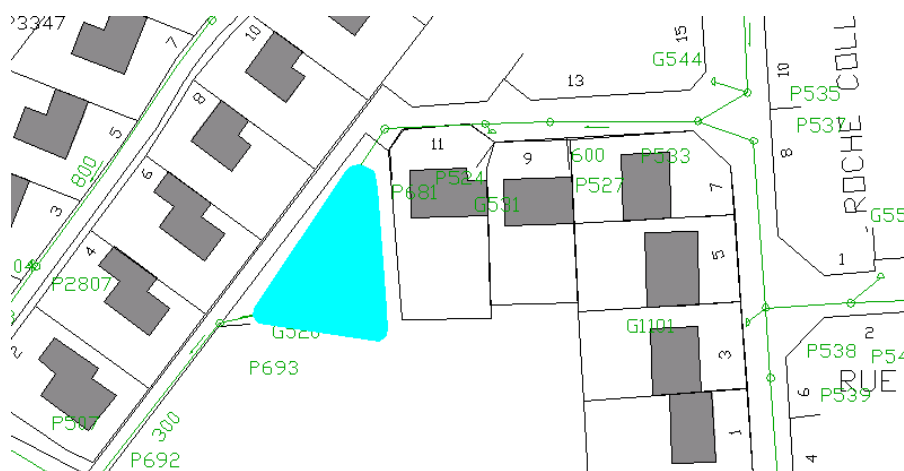 P3347
7
10
15
G544
13
10
P535
COLL
8
5
11
600
P533
P537
8
9
P524
P527
ROCHE
800
6
P681
G531
7
G55
3
4
04
P2807
5
1
G526
G1101
2
P693
3
P538
P54
2
RUE
P539
6
P507
300
1
4
P692